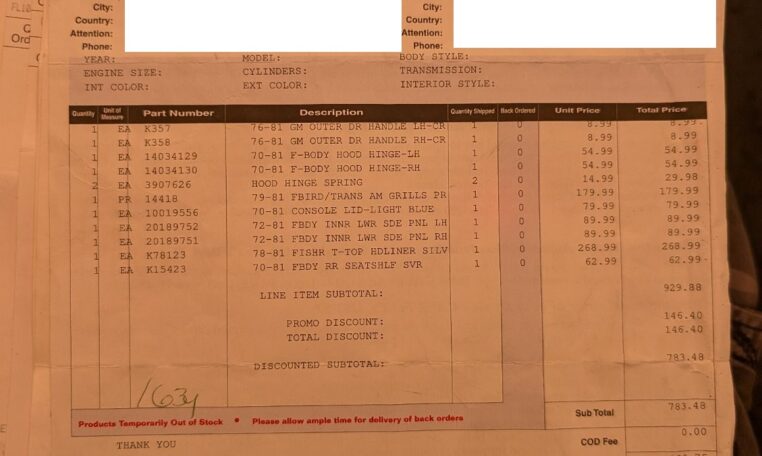 City: City:
Country: Country:
Attention: Attention:
Phone: Phone:
Ord
YEAR: MODEL: BODY STYLE:
ENGINE SIZE: CYLINDERS: TRANSMISSION:
INT COLOR: EXT COLOR: INTERIOR STYLE:
Quantity Unit of Measure Part Number Description Quantity Shipped Back Ordered Unit Price Total Price
1 EA K357 76-81 GM OUTER DR HANDLE LH-CR 1 0 8.99 8.99
1 EA K358 76-81 GM OUTER DR HANDLE RH-CR 1 0 8.99 8.99
1 EA 14034129 70-81 F-BODY HOOD HINGE-LH 1 0 54.99 54.99
1 EA 14034130 70-81 F-BODY HOOD HINGE-RH 1 0 54.99 54.99
2 EA 3907626 HOOD HINGE SPRING 2 0 14.99 29.98
1 PR 14418 79-81 FBIRD/TRANS AM GRILLS PR 1 0 179.99 179.99
1 EA 10019556 70-81 CONSOLE LID-LIGHT BLUE 1 0 79.99 79.99
1 EA 20189752 72-81 FBDY INNR LWR SDE PNL LH 1 0 89.99 89.99
1 EA 20189751 72-81 FBDY INNR LWR SDE PNL RH 1 0 89.99 89.99
1 EA K78123 78-81 FISHR T-TOP HDLINER SILV 1 0 268.99 268.99
1 EA K15423 70-81 FBDY RR SEATSHLF SVR 1 0 62.99 62.99
LINE ITEM SUBTOTAL: 929.88
PROMO DISCOUNT: 146.40
TOTAL DISCOUNT: 146.40
DISCOUNTED SUBTOTAL: 783.48
1634
Products Temporarily Out of Stock • Please allow ample time for delivery of back orders
Sub Total 783.48
THANK YOU
COD Fee 0.00